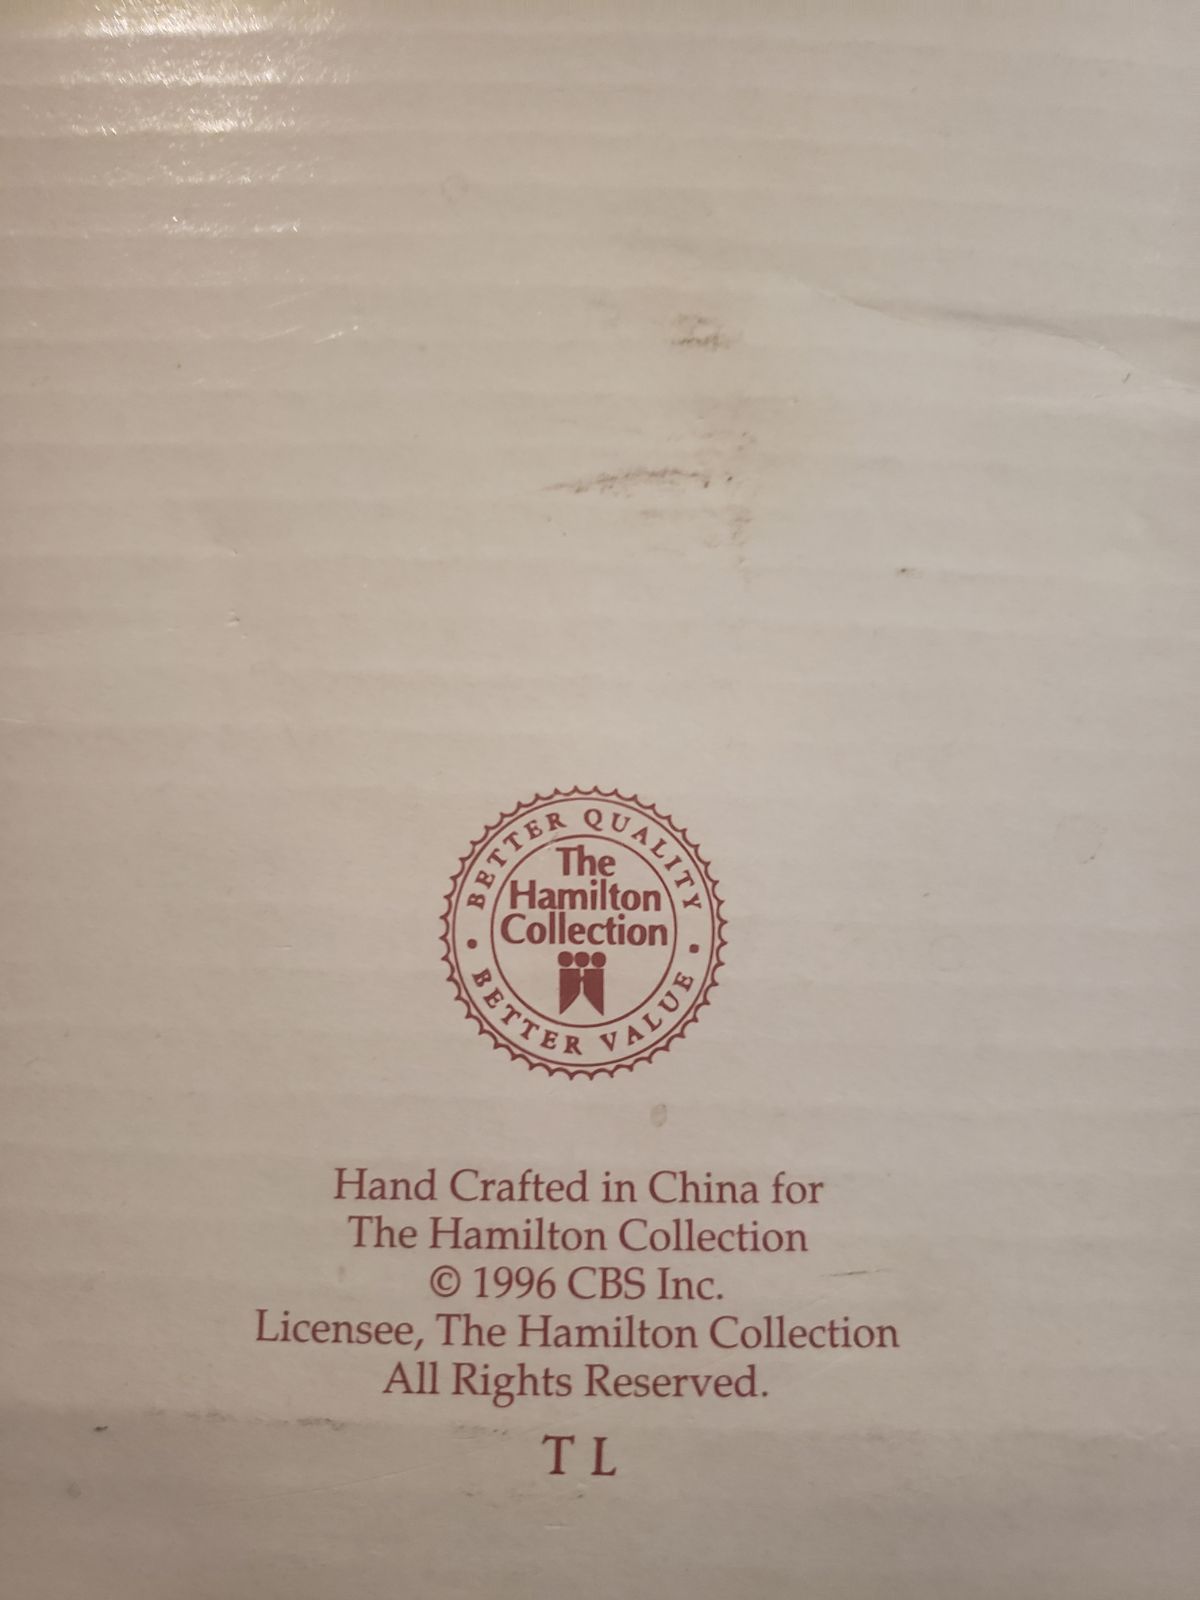 BETTER QUALITY
The
Hamilton
Collection
BETTER VALUE
Hand Crafted in China for
The Hamilton Collection
© 1996 CBS Inc.
Licensee, The Hamilton Collection
All Rights Reserved.
T L